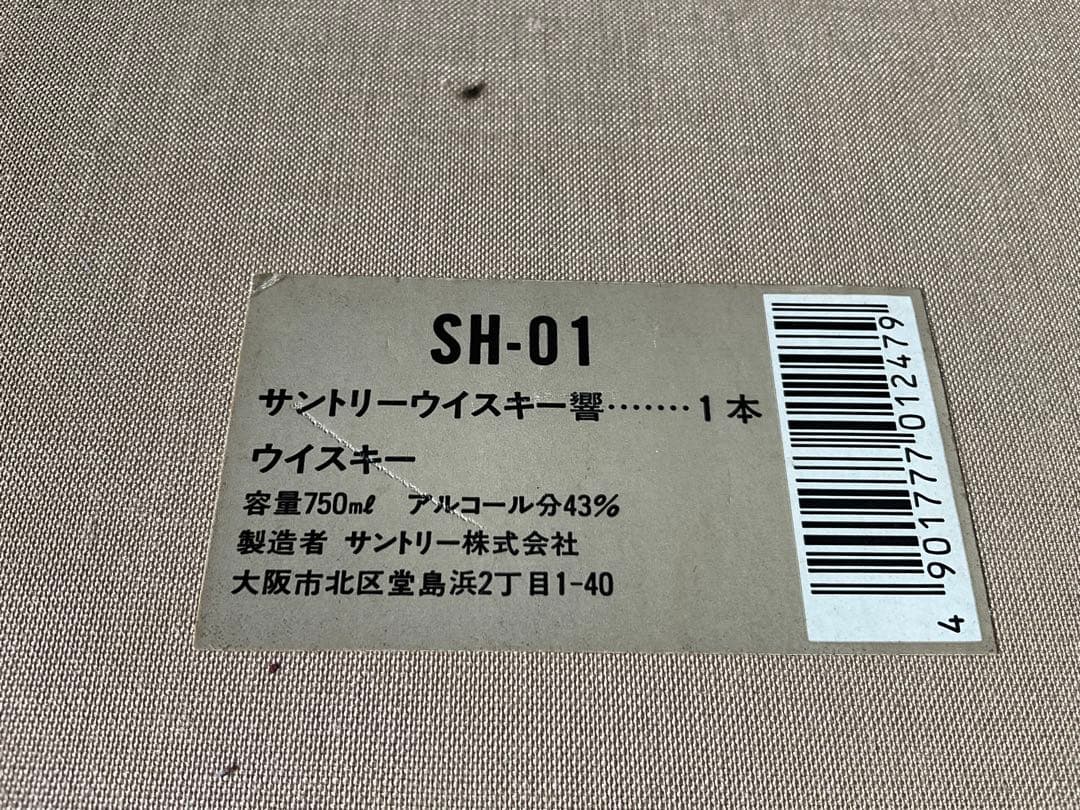 SH-01
サントリーウイスキー響‥‥‥‥1本
ウイスキー
容量750mℓ アルコール分43%
製造者 サントリー株式会社
大阪市北区堂島浜2丁目1-40
4 901777 012479